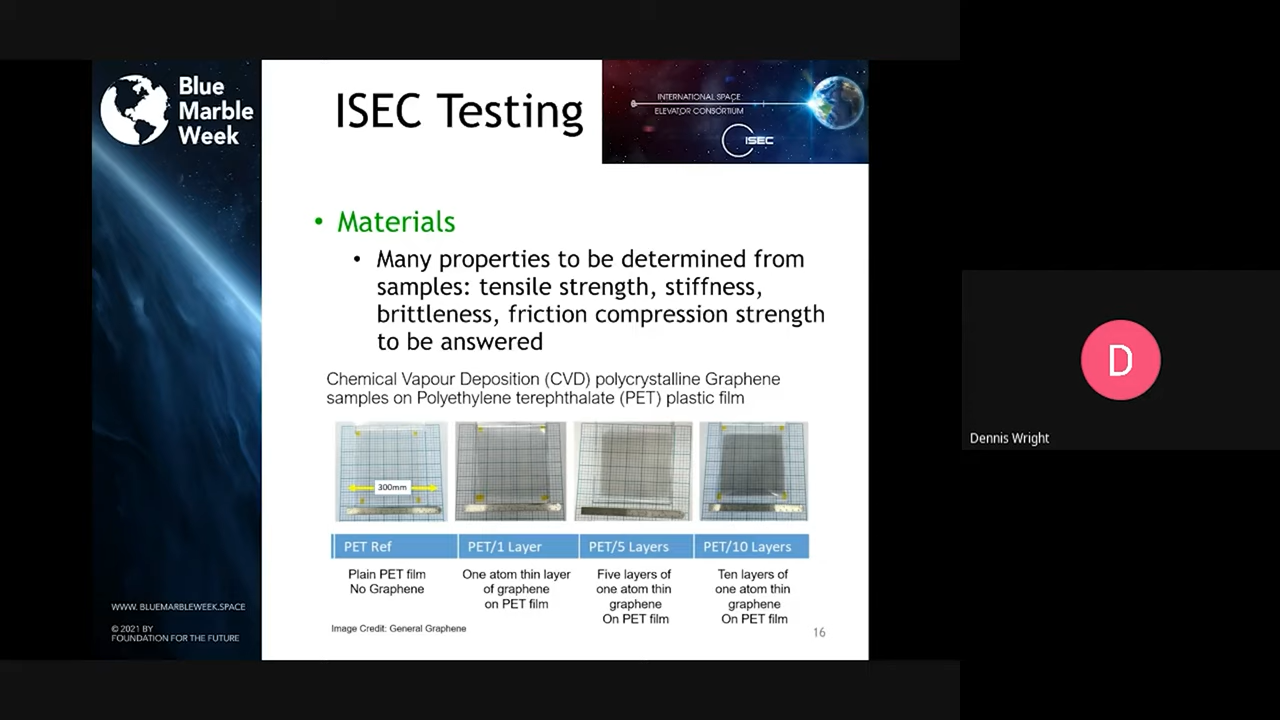 Blue
Marble
Week
ISEC Testing
INTERNATIONAL SPACE
ELEVATOR CONSORTIUM
ISEC
• Materials
• Many properties to be determined from
samples: tensile strength, stiffness,
brittleness, friction compression strength
to be answered
Chemical Vapour Deposition (CVD) polycrystalline Graphene
samples on Polyethylene terephthalate (PET) plastic film
300mm
PET Ref
PET/1 Layer
PET/5 Layers
PET/10 Layers
Plain PET film
No Graphene
One atom thin layer
of graphene
on PET film
Five layers of
one atom thin
graphene
On PET film
Ten layers of
one atom thin
graphene
On PET film
Image Credit: General Graphene
16
WWW. BLUEMARBLEWEEK.SPACE
© 2021 BY
FOUNDATION FOR THE FUTURE
D
Dennis Wright